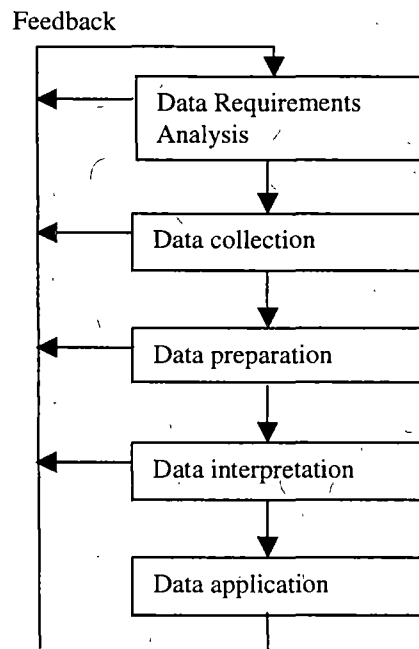 Feedback
Data Requirements
Analysis
Data collection
Data preparation
Data interpretation
Data application